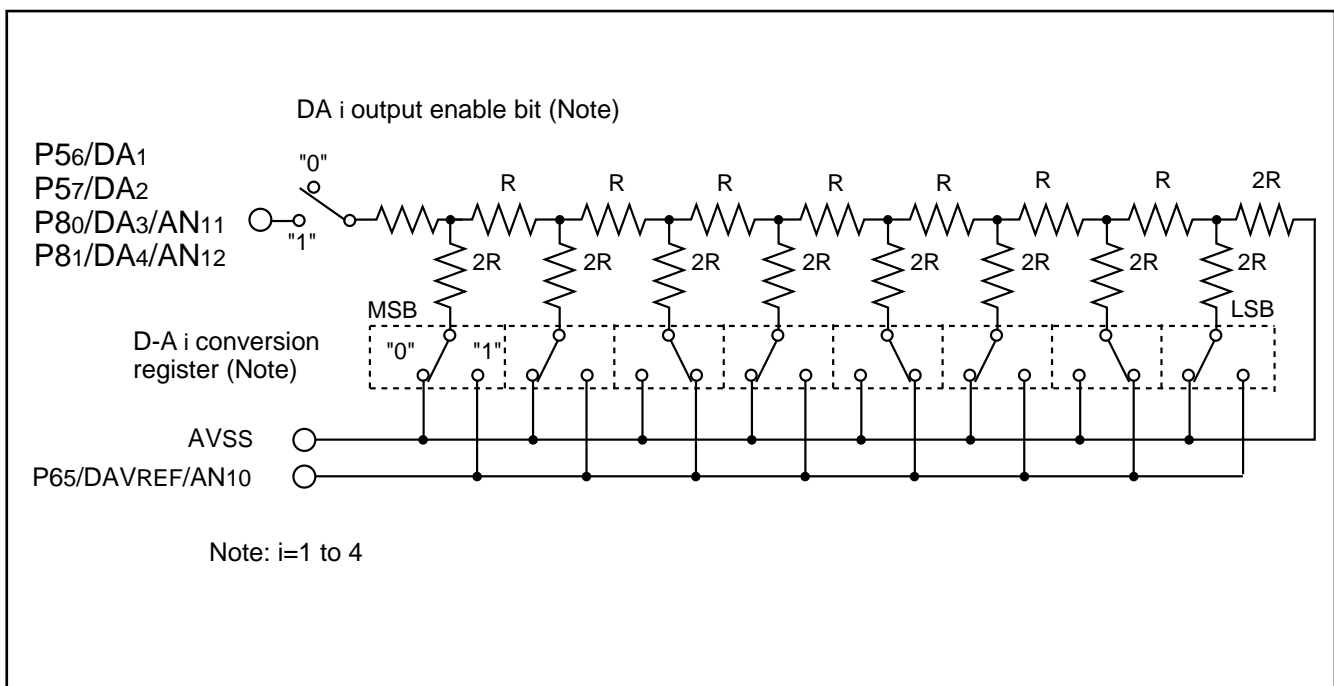 DA i output enable bit (Note)
P56/DA1
P57/DA2
P80/DA3/AN11
P81/DA4/AN12
"0"
"1"
R R R R R R R 2R
2R 2R 2R 2R 2R 2R 2R 2R
MSB
LSB
D-A i conversion
register (Note)
"0" "1"
AVSS
P65/DAVREF/AN10
Note: i=1 to 4